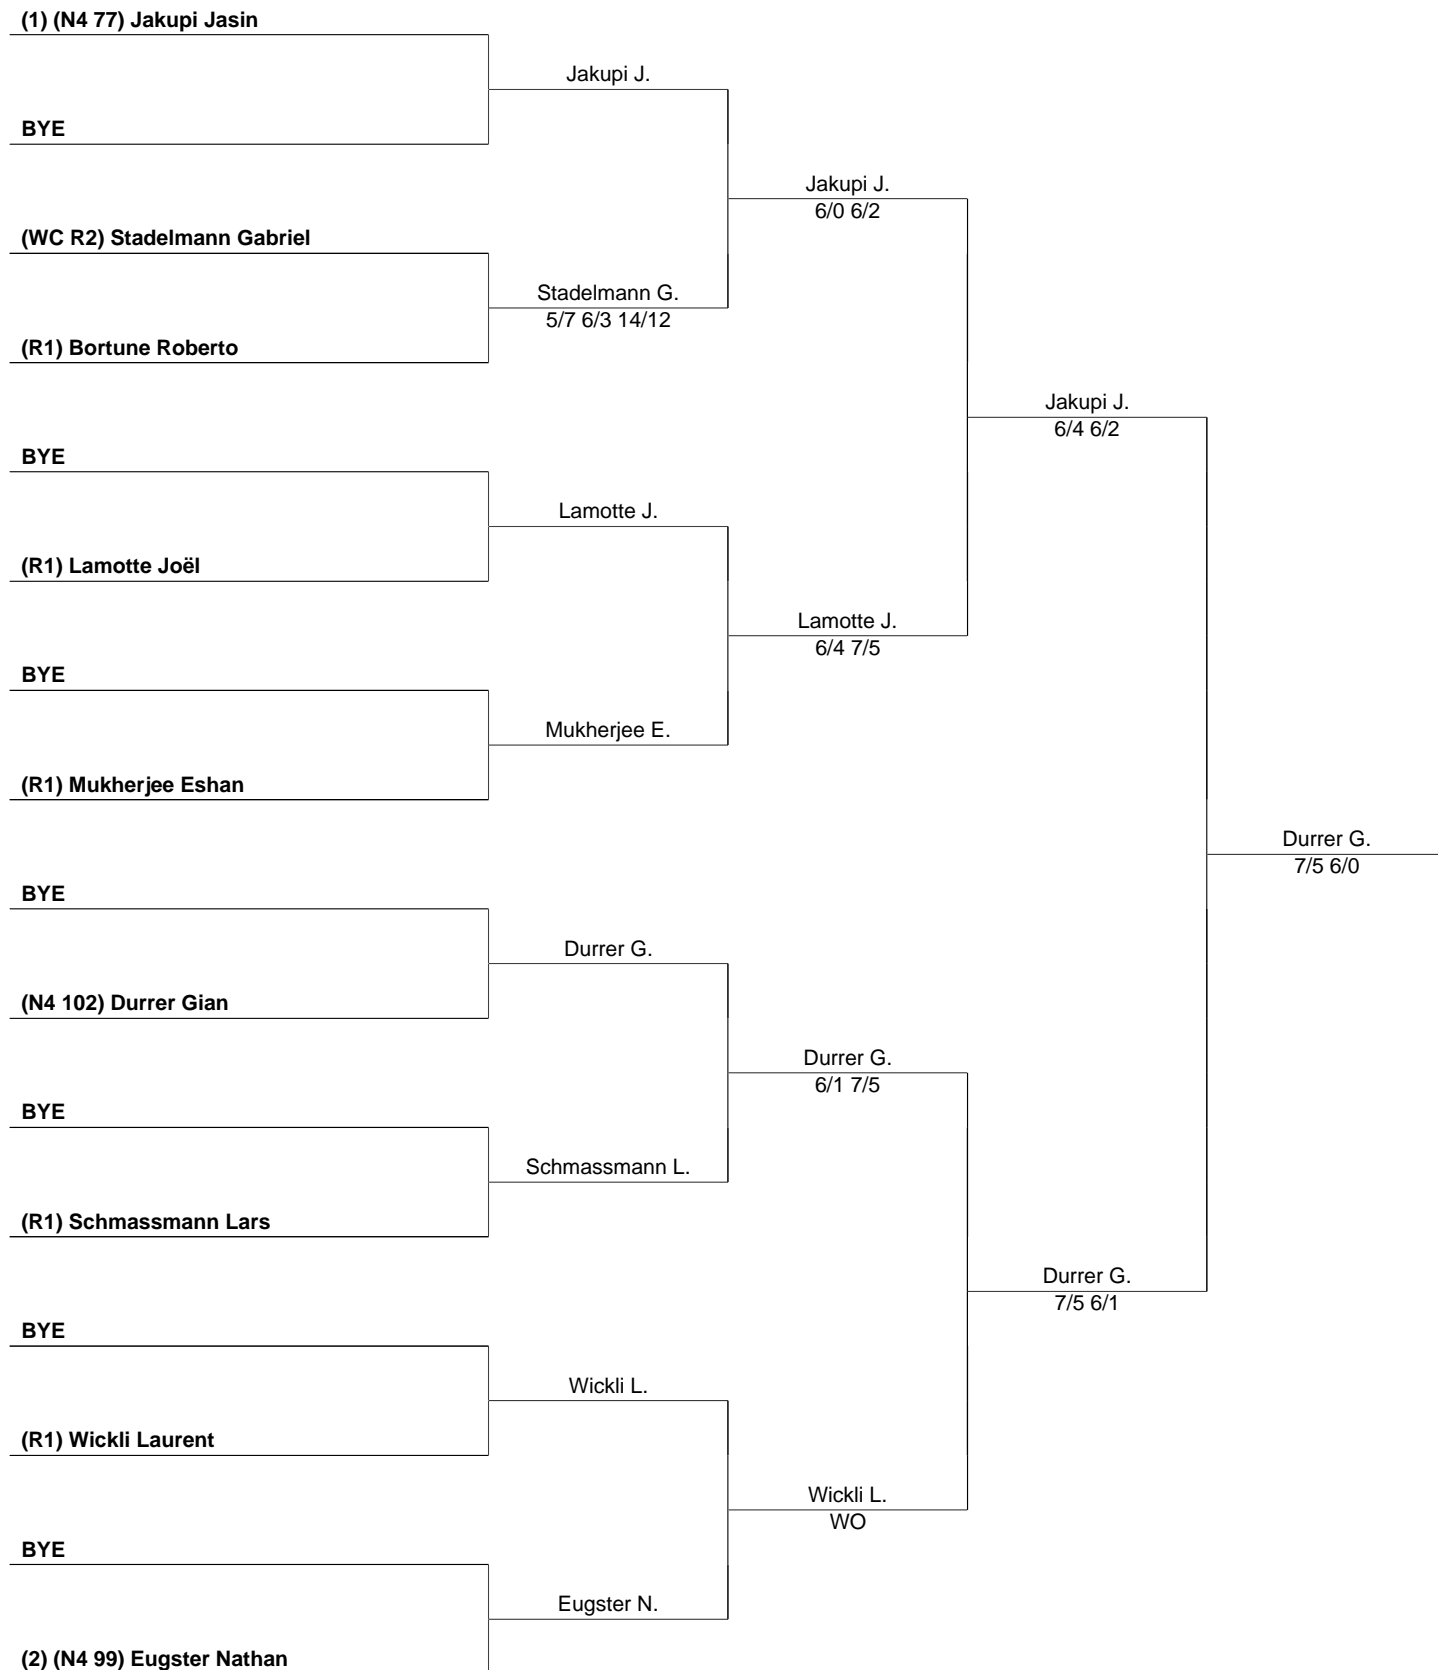 (1) (N4 77) Jakupi Jasin
Jakupi J.
BYE
Jakupi J.
6/0 6/2
(WC R2) Stadelmann Gabriel
Stadelmann G.
5/7 6/3 14/12
(R1) Bortune Roberto
Jakupi J.
6/4 6/2
BYE
Lamotte J.
(R1) Lamotte Joël
Lamotte J.
6/4 7/5
BYE
Mukherjee E.
(R1) Mukherjee Eshan
Durrer G.
7/5 6/0
BYE
Durrer G.
(N4 102) Durrer Gian
Durrer G.
6/1 7/5
BYE
Schmassmann L.
(R1) Schmassmann Lars
Durrer G.
7/5 6/1
BYE
Wickli L.
(R1) Wickli Laurent
Wickli L.
WO
BYE
Eugster N.
(2) (N4 99) Eugster Nathan